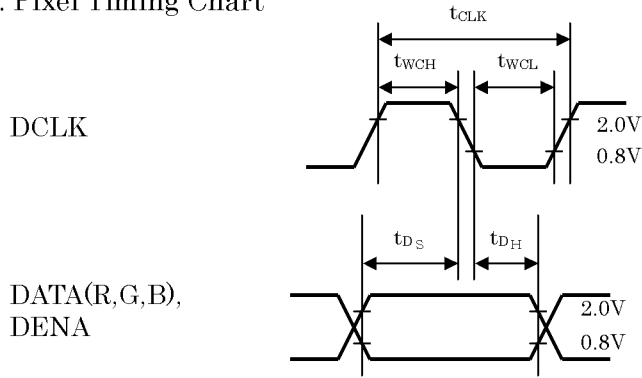 . Pixel Timing Chart
tCLK
tWCH
tWCL
DCLK
2.0V
0.8V
tDS
tDH
DATA(R,G,B),
DENA
2.0V
0.8V